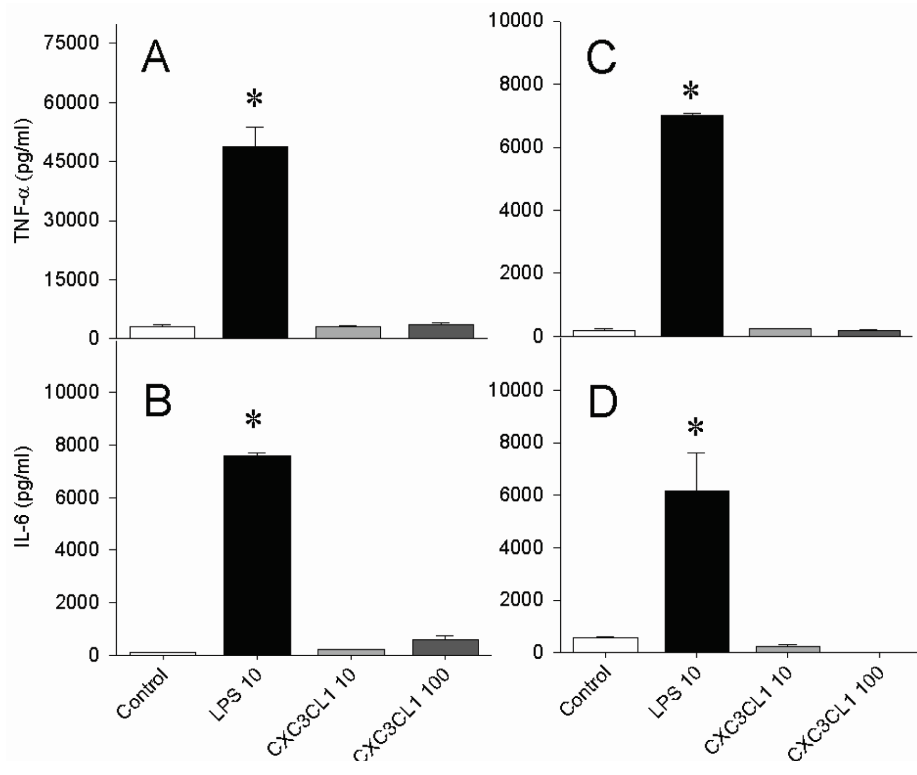 A
TNF-α (pg/ml)
75000
60000
45000
30000
15000
0
*
C
10000
8000
6000
4000
2000
0
*
B
IL-6 (pg/ml)
10000
8000
6000
4000
2000
0
*
Control
LPS 10
CXC3CL1 10
CXC3CL1 100
D
10000
8000
6000
4000
2000
0
*
Control
LPS 10
CXC3CL1 10
CXC3CL1 100